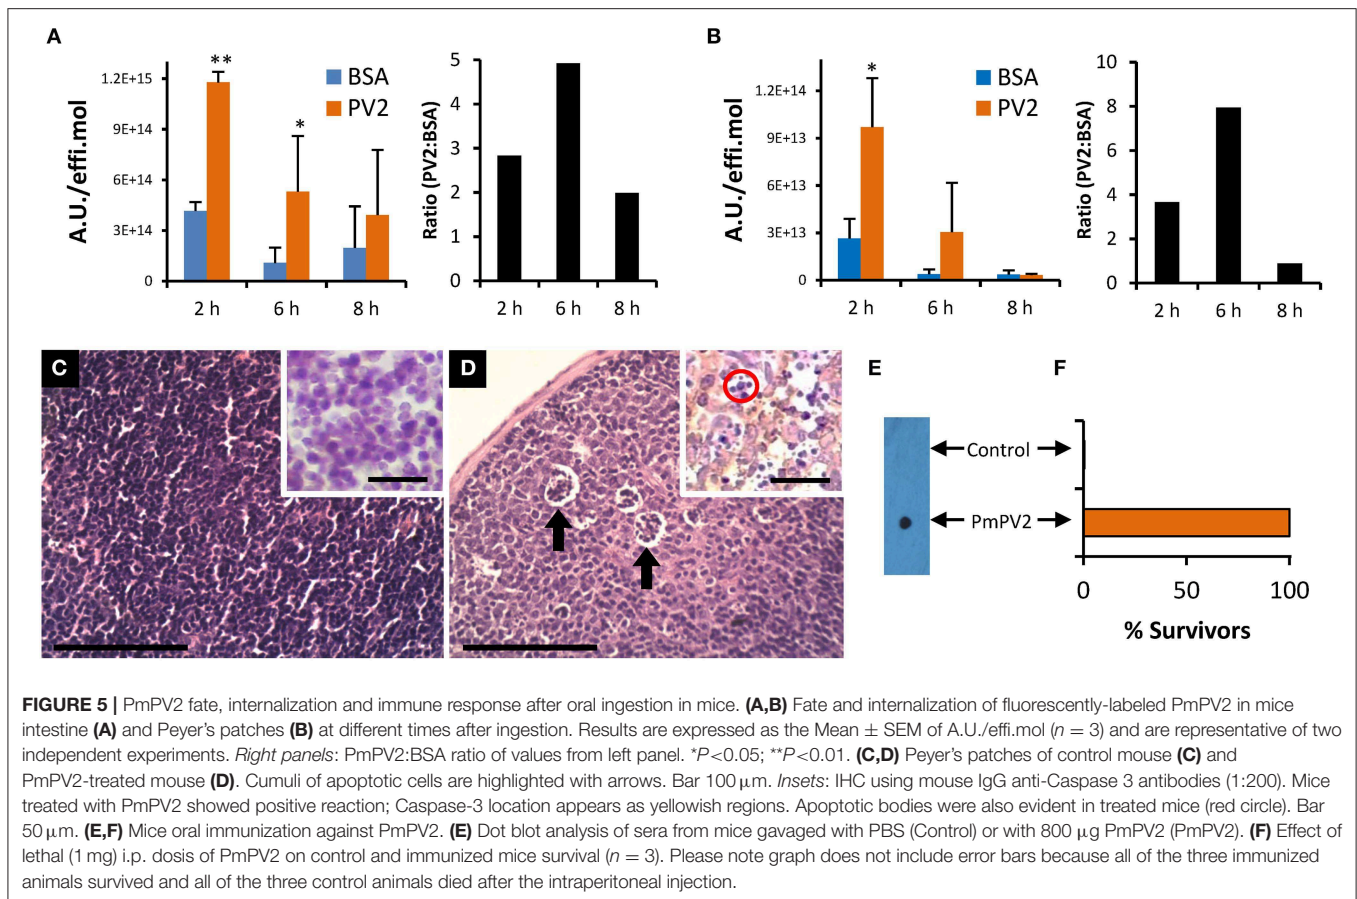 A
B
A.U./effi.mol
1.2E+15
9E+14
6E+14
3E+14
0
**
*
BSA
PV2
2 h 6 h 8 h
Ratio (PV2:BSA)
5
4
3
2
1
0
2 h 6 h 8 h
A.U./effi.mol
1.2E+14
9E+13
6E+13
3E+13
0
*
BSA
PV2
2 h 6 h 8 h
Ratio (PV2:BSA)
10
8
6
4
2
0
2 h 6 h 8 h
C
D
E
F
Control
PmPV2
0 50 100
% Survivors
FIGURE 5 | PmPV2 fate, internalization and immune response after oral ingestion in mice. (A,B) Fate and internalization of fluorescently-labeled PmPV2 in mice
intestine (A) and Peyer's patches (B) at different times after ingestion. Results are expressed as the Mean ± SEM of A.U./effi.mol (n = 3) and are representative of two
independent experiments. Right panels: PmPV2:BSA ratio of values from left panel. *P<0.05; **P<0.01. (C,D) Peyer's patches of control mouse (C) and
PmPV2-treated mouse (D). Cumuli of apoptotic cells are highlighted with arrows. Bar 100 μm. Insets: IHC using mouse IgG anti-Caspase 3 antibodies (1:200). Mice
treated with PmPV2 showed positive reaction; Caspase-3 location appears as yellowish regions. Apoptotic bodies were also evident in treated mice (red circle). Bar
50 μm. (E,F) Mice oral immunization against PmPV2. (E) Dot blot analysis of sera from mice gavaged with PBS (Control) or with 800 μg PmPV2 (PmPV2). (F) Effect of
lethal (1 mg) i.p. dosis of PmPV2 on control and immunized mice survival (n = 3). Please note graph does not include error bars because all of the three immunized
animals survived and all of the three control animals died after the intraperitoneal injection.